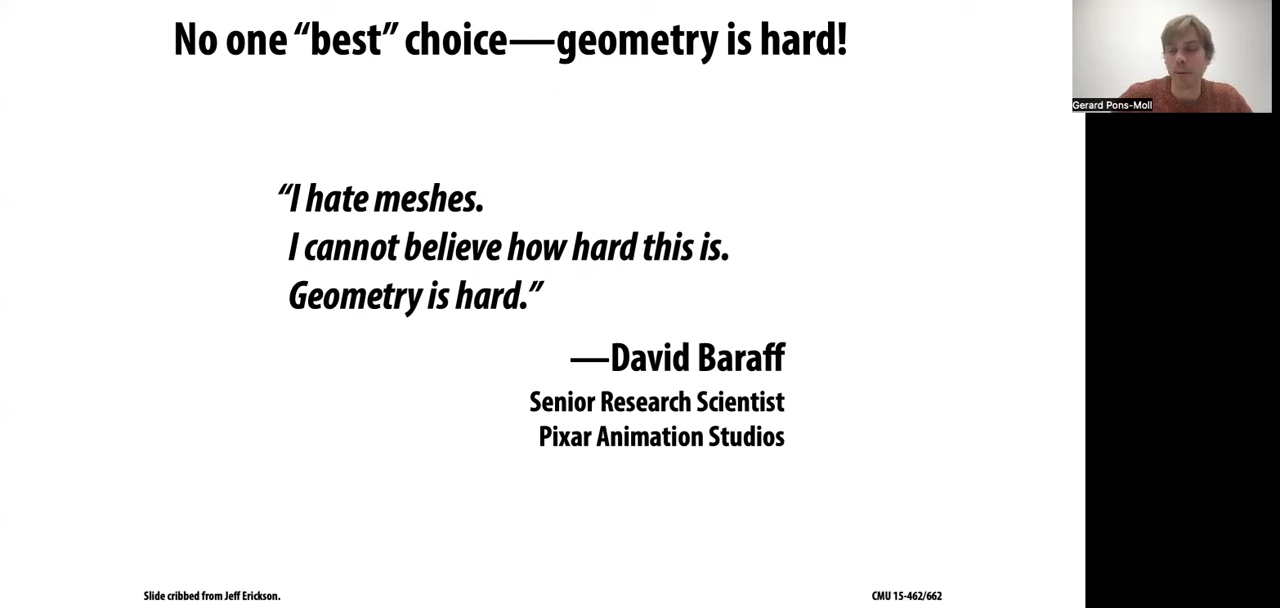 No one “best” choice—geometry is hard!
Gerard Pons-Moll
“I hate meshes.
I cannot believe how hard this is.
Geometry is hard.”
—David Baraff
Senior Research Scientist
Pixar Animation Studios
Slide cribbed from Jeff Erickson.
CMU 15-462/662